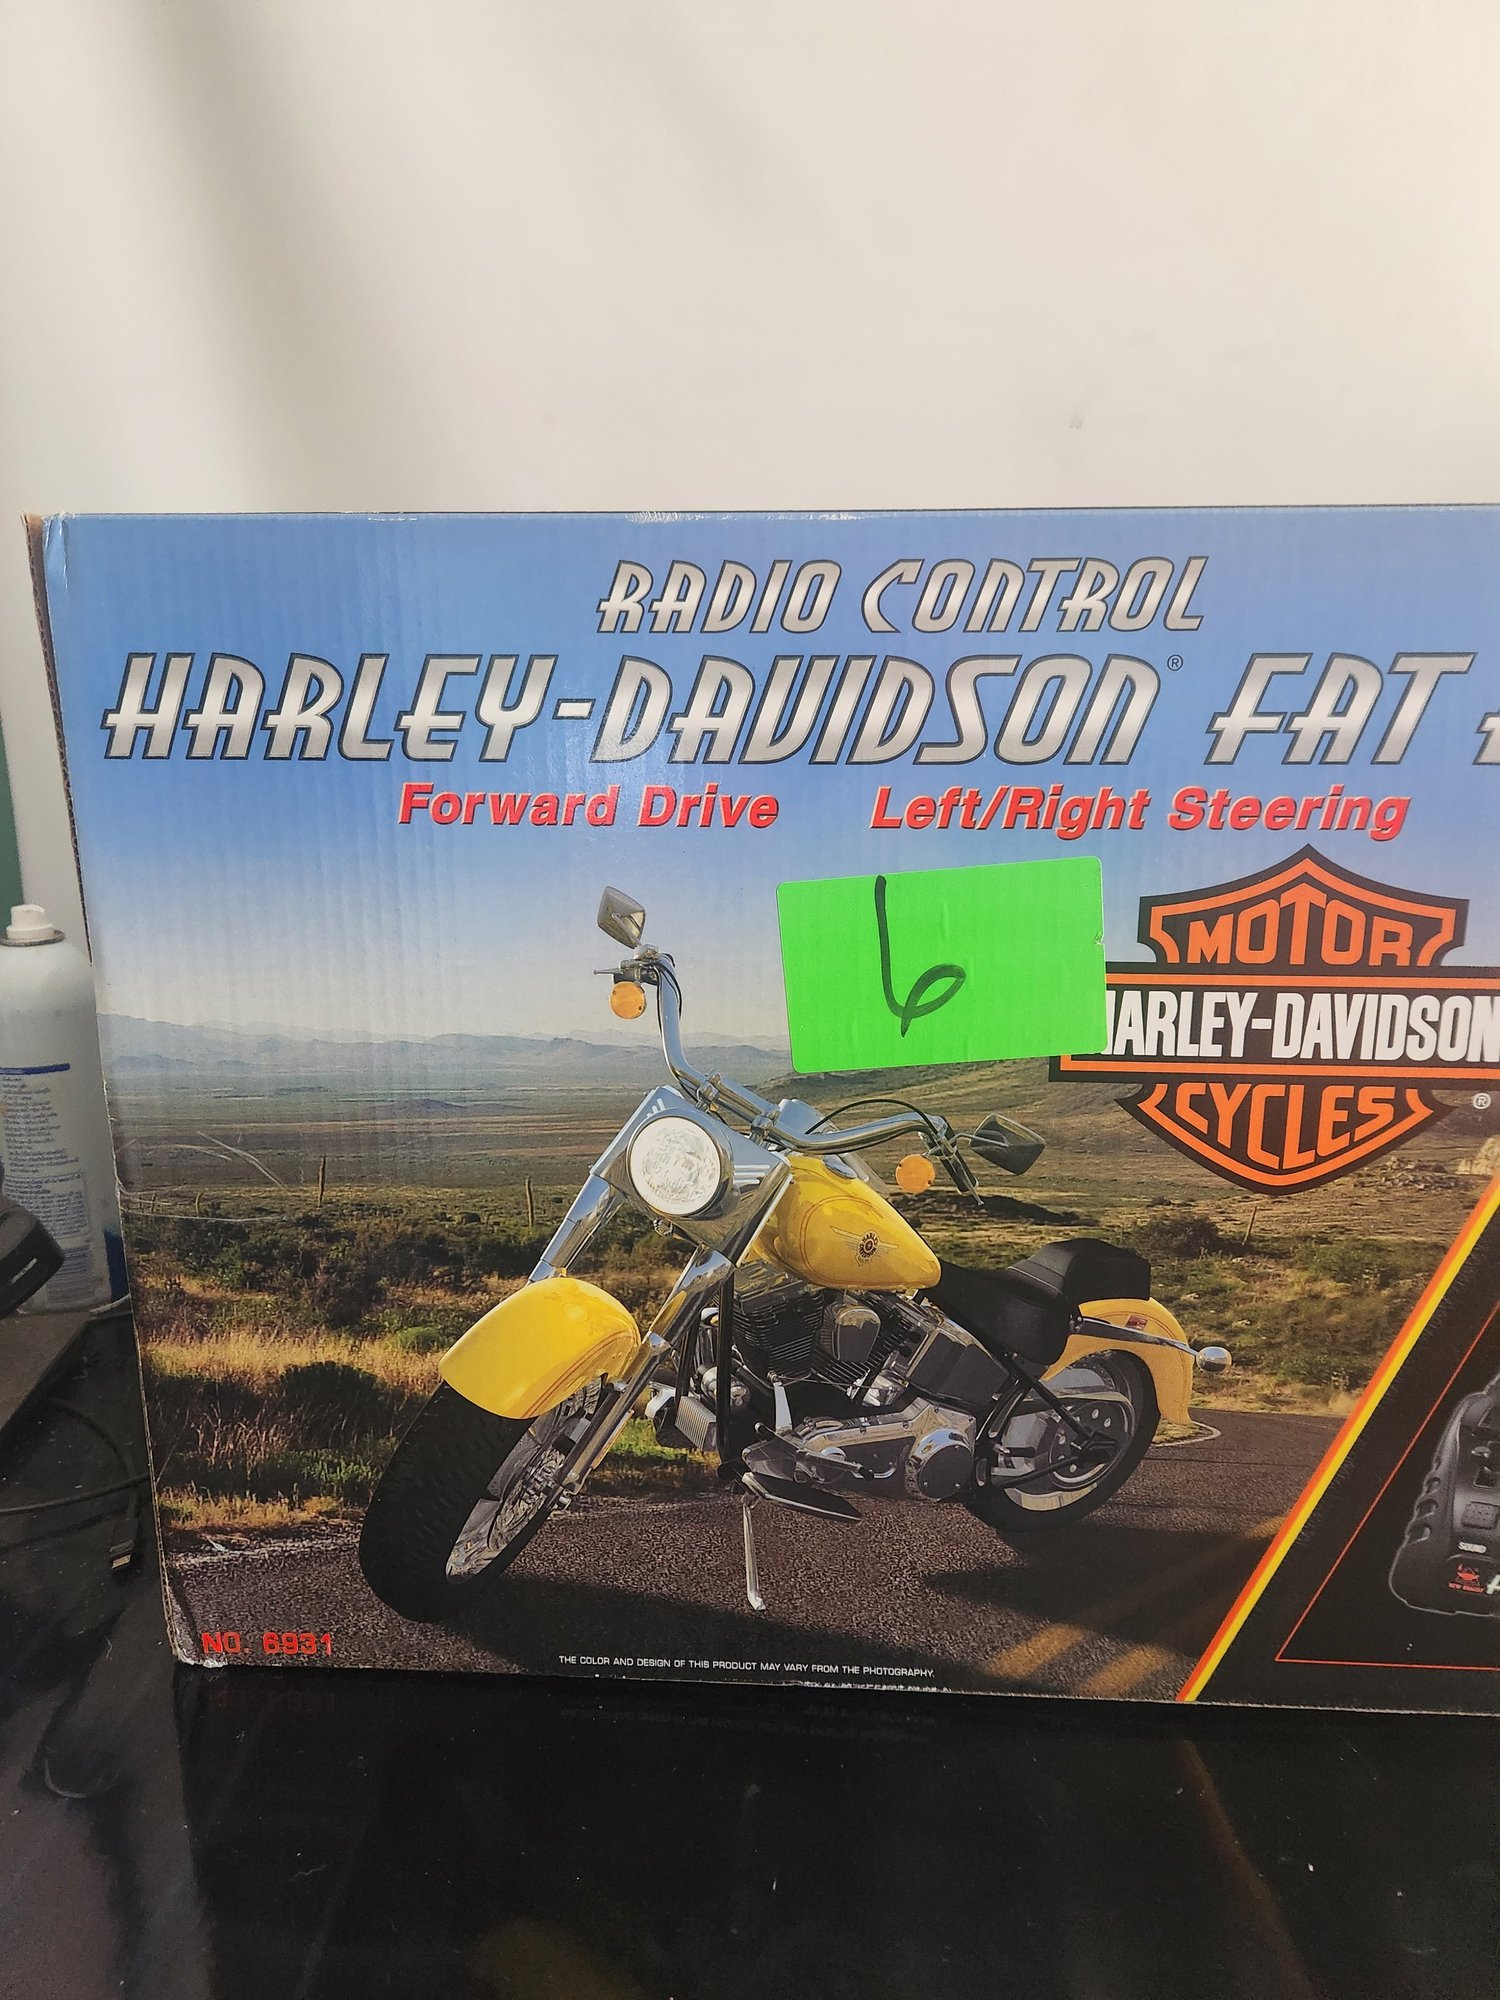 RADIO CONTROL
HARLEY-DAVIDSON® FAT
Forward Drive Left/Right Steering
6
MOTOR
HARLEY-DAVIDSON
CYCLES ®
SOUND
NO. 6931
THE COLOR AND DESIGN OF THIS PRODUCT MAY VARY FROM THE PHOTOGRAPHY.